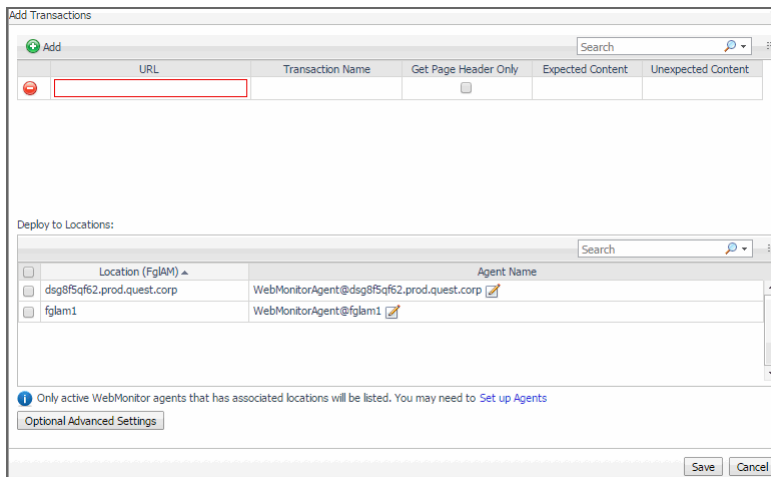 Add Transactions
Add
Search
URL Transaction Name Get Page Header Only Expected Content Unexpected Content
Deploy to Locations:
Search
Location (FglAM) Agent Name
dsg8f5qf62.prod.quest.corp WebMonitorAgent@dsg8f5qf62.prod.quest.corp
fglam1 WebMonitorAgent@fglam1
Only active WebMonitor agents that has associated locations will be listed. You may need to Set up Agents
Optional Advanced Settings
Save Cancel